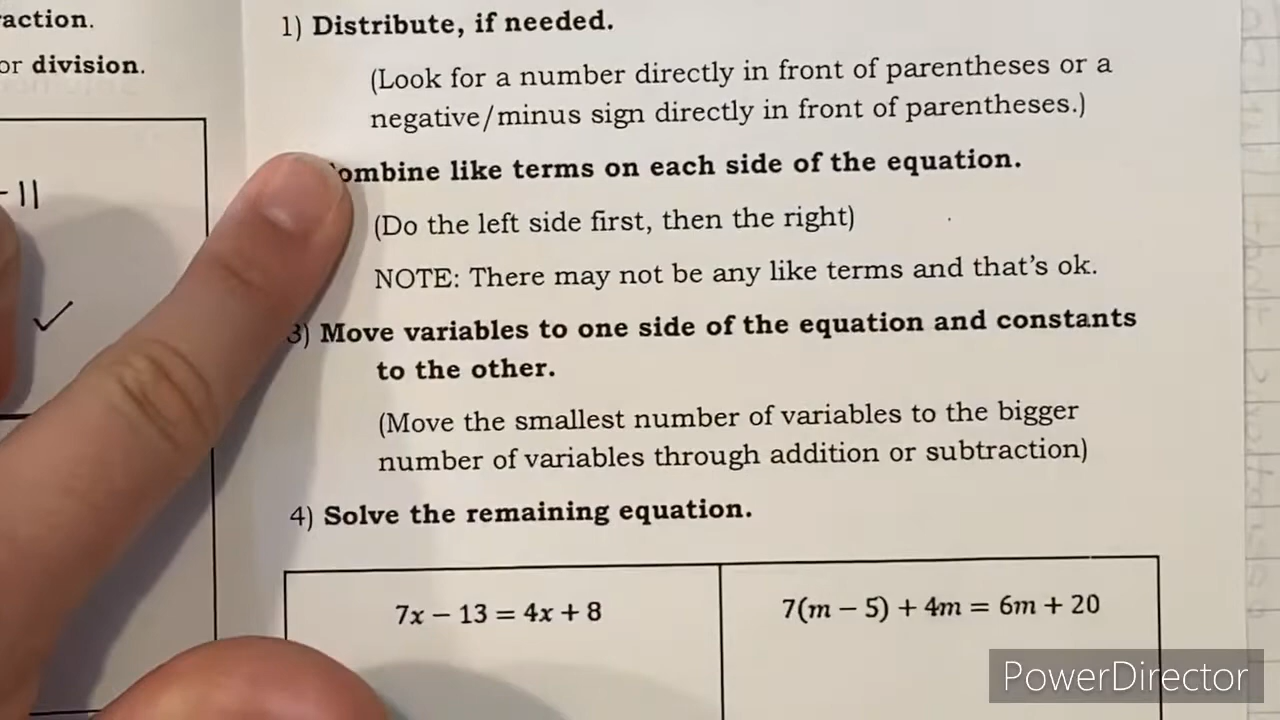 action.
or division.
-11
1) Distribute, if needed.
(Look for a number directly in front of parentheses or a
negative/minus sign directly in front of parentheses.)
ombine like terms on each side of the equation.
(Do the left side first, then the right)
NOTE: There may not be any like terms and that's ok.
3) Move variables to one side of the equation and constants
to the other.
(Move the smallest number of variables to the bigger
number of variables through addition or subtraction)
4) Solve the remaining equation.
7x − 13 = 4x + 8
7(m − 5) + 4m = 6m + 20
PowerDirector